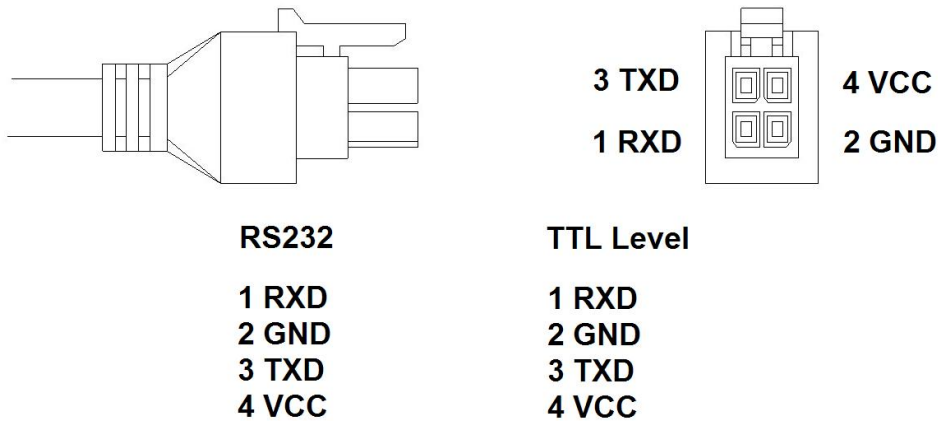 3 TXD
4 VCC
1 RXD
2 GND
RS232
1 RXD
2 GND
3 TXD
4 VCC
TTL Level
1 RXD
2 GND
3 TXD
4 VCC